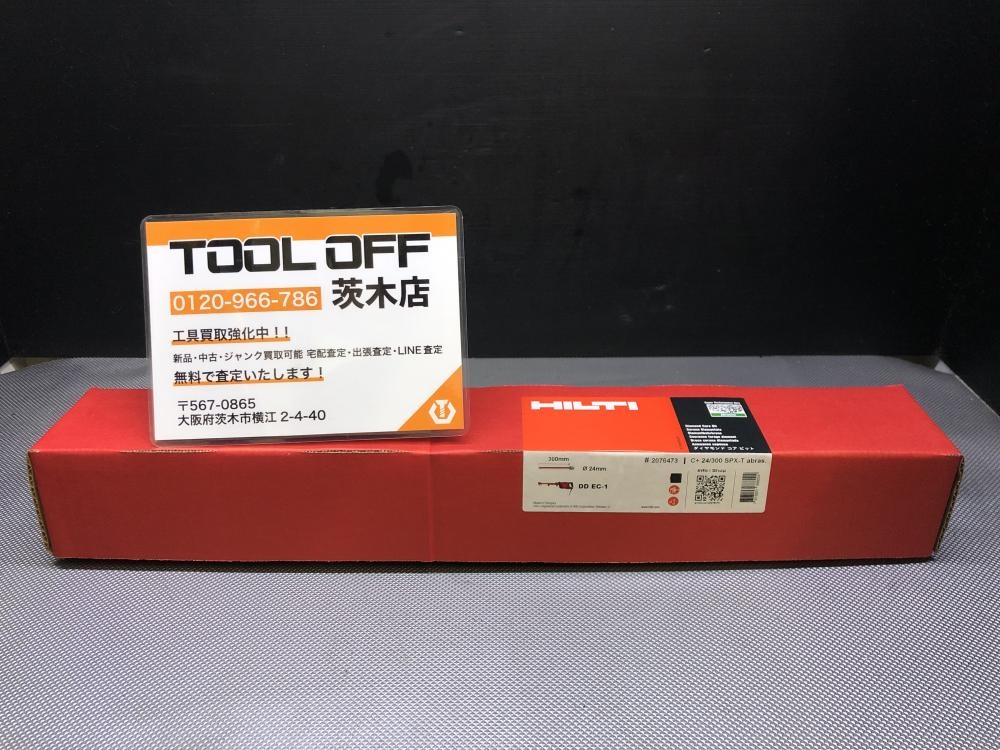 TOOL OFF
0120-966-786 茨木店
工具買取強化中!!
新品・中古・ジャンク買取可能 宅配査定・出張査定・LINE査定
無料で査定いたします!
〒567-0865
大阪府茨木市横江 2-4-40
HILTI
Diamond Core Bit
ダイヤモンド コア ビット
300mm
# 2076473 | C+ 24/300 SPX-T abras.
Ø 24mm
DD EC-1